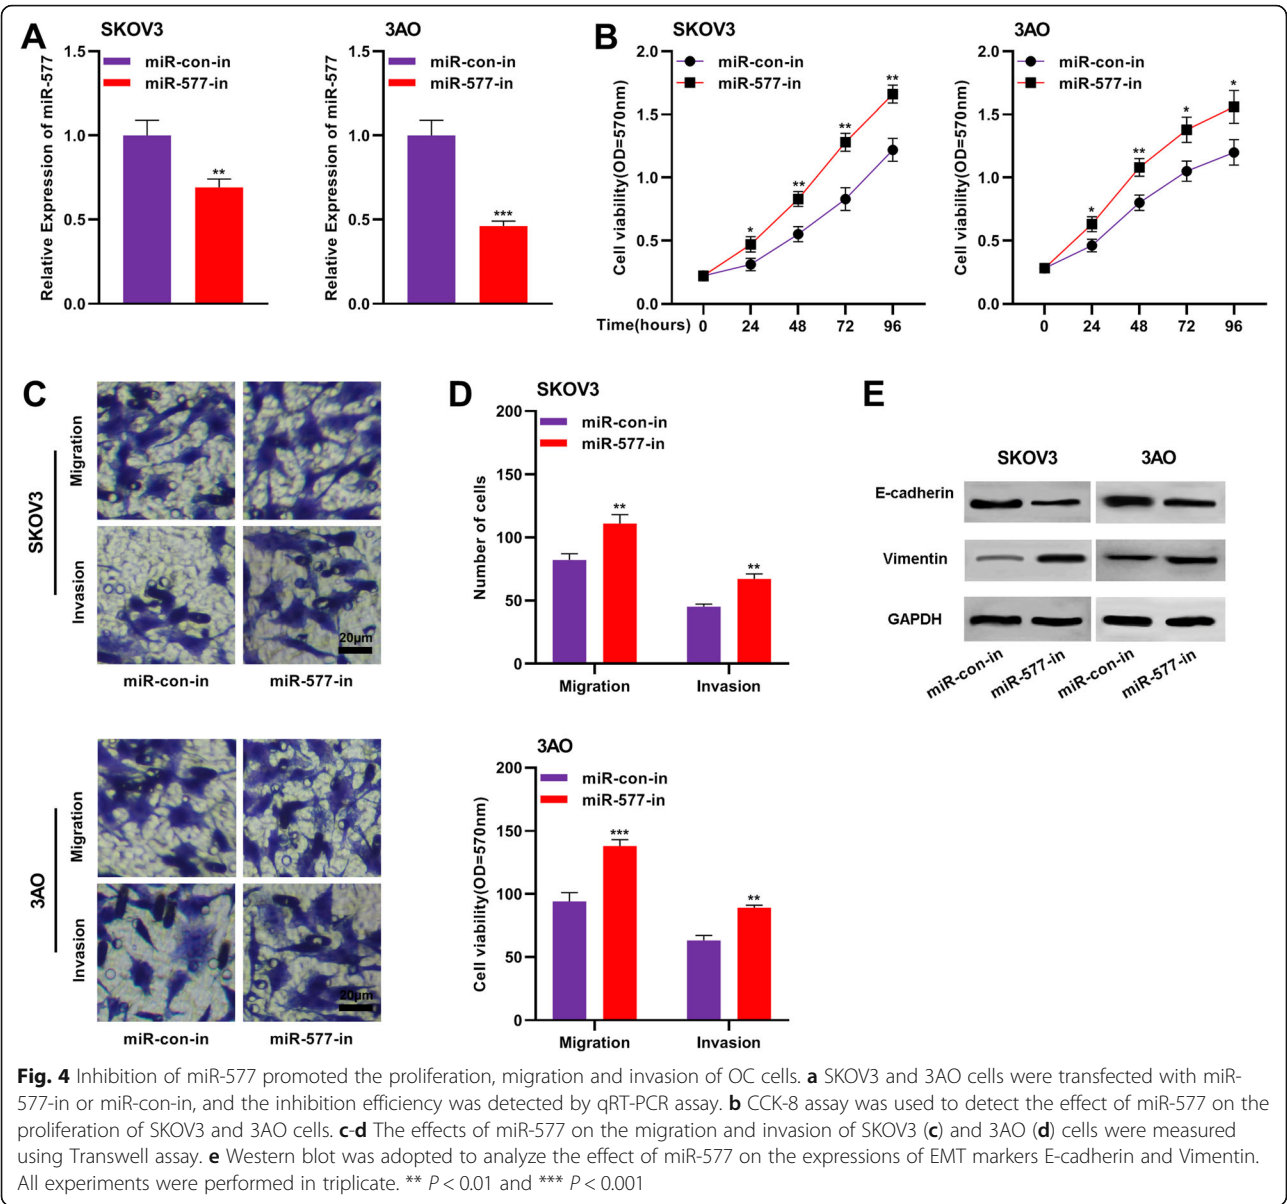 A
SKOV3
Relative Expression of miR-577
1.5
1.0
0.5
0.0
miR-con-in
miR-577-in
**
3AO
Relative Expression of miR-577
1.5
1.0
0.5
0.0
miR-con-in
miR-577-in
***
B
SKOV3
Cell viability(OD=570nm)
2.0
1.5
1.0
0.5
0.0
miR-con-in
miR-577-in
*
**
**
**
Time(hours) 0 24 48 72 96
3AO
Cell viability(OD=570nm)
2.0
1.5
1.0
0.5
0.0
miR-con-in
miR-577-in
*
**
*
*
0 24 48 72 96
C
SKOV3
Migration
Invasion
20μm
miR-con-in miR-577-in
3AO
Migration
Invasion
20μm
miR-con-in miR-577-in
D
SKOV3
Number of cells
200
150
100
50
0
miR-con-in
miR-577-in
**
**
Migration Invasion
3AO
Cell viability(OD=570nm)
200
150
100
50
0
miR-con-in
miR-577-in
***
**
Migration Invasion
E
SKOV3 3AO
E-cadherin
Vimentin
GAPDH
miR-con-in miR-577-in miR-con-in miR-577-in
Fig. 4 Inhibition of miR-577 promoted the proliferation, migration and invasion of OC cells. a SKOV3 and 3AO cells were transfected with miR-
577-in or miR-con-in, and the inhibition efficiency was detected by qRT-PCR assay. b CCK-8 assay was used to detect the effect of miR-577 on the
proliferation of SKOV3 and 3AO cells. c-d The effects of miR-577 on the migration and invasion of SKOV3 (c) and 3AO (d) cells were measured
using Transwell assay. e Western blot was adopted to analyze the effect of miR-577 on the expressions of EMT markers E-cadherin and Vimentin.
All experiments were performed in triplicate. ** P < 0.01 and *** P < 0.001